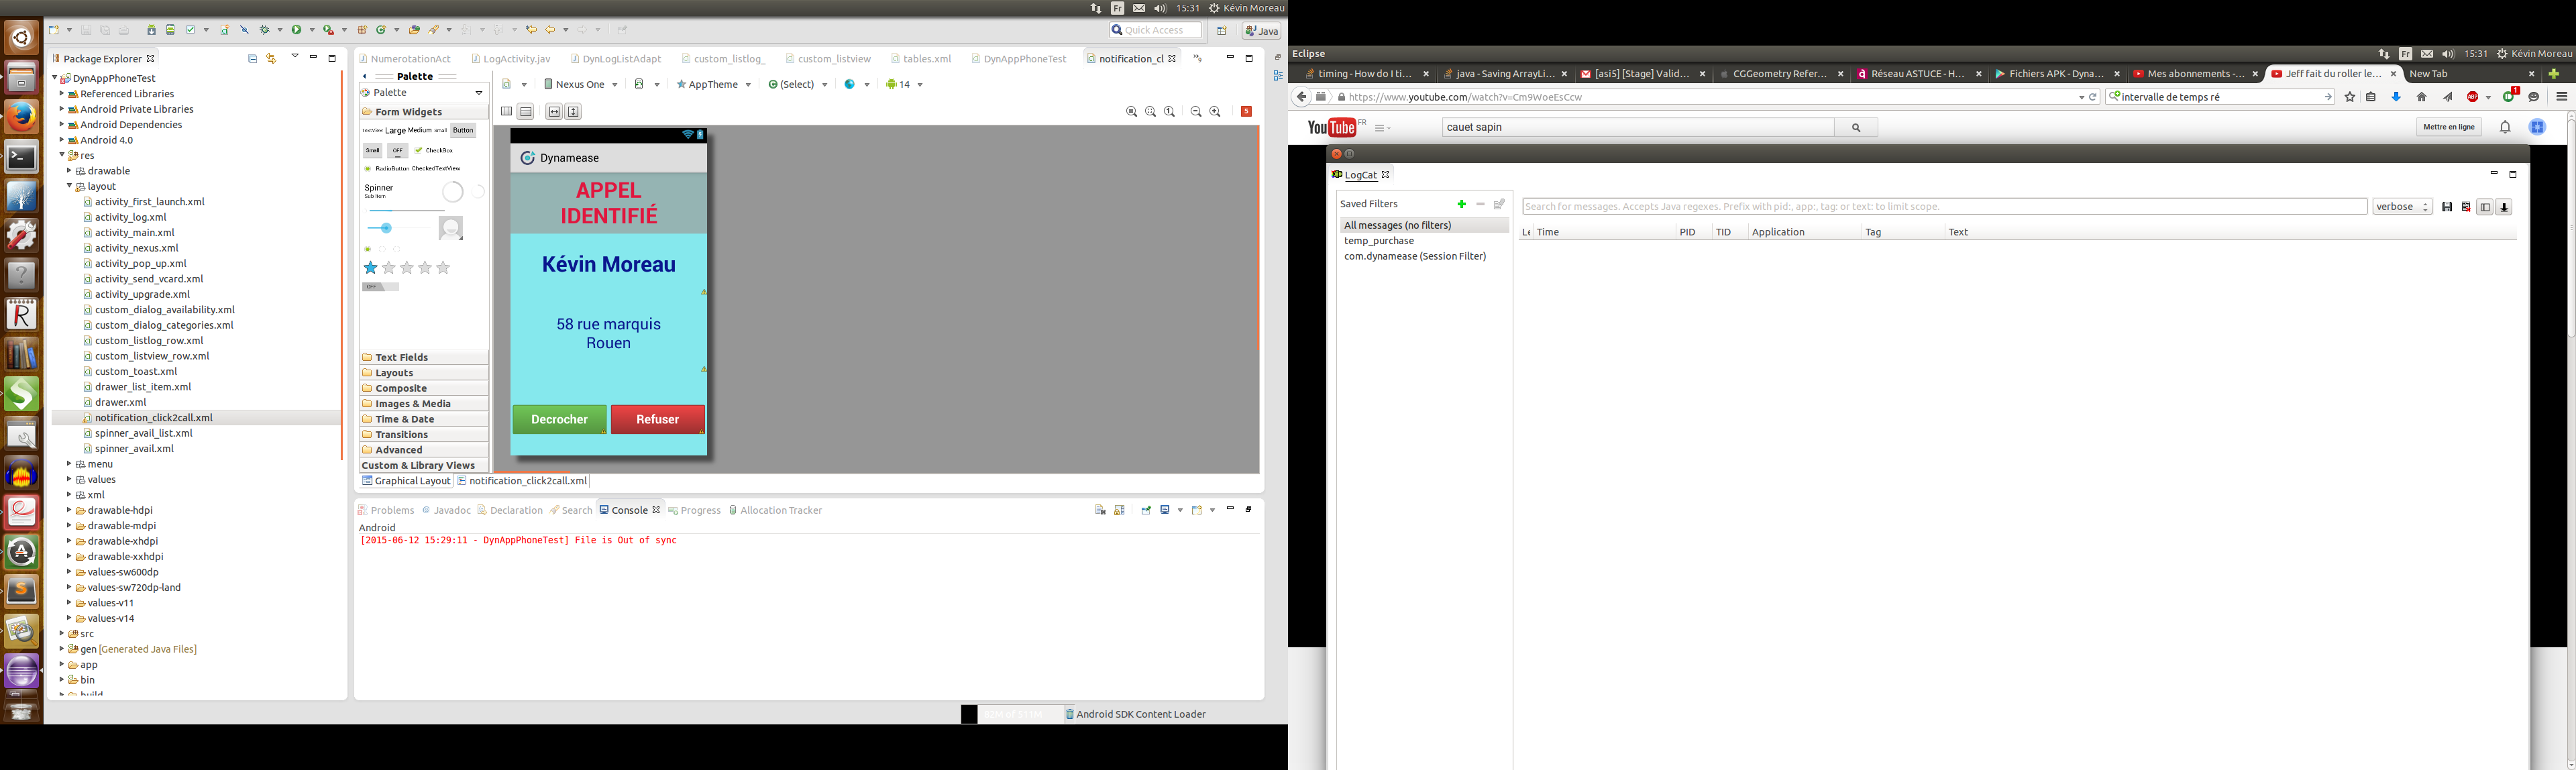 Fr 15:31 Kévin Moreau
Quick Access Java
Package Explorer
DynAppPhoneTest
Referenced Libraries
Android Private Libraries
Android Dependencies
Android 4.0
res
drawable
layout
activity_first_launch.xml
activity_log.xml
activity_main.xml
activity_nexus.xml
activity_pop_up.xml
activity_send_vcard.xml
activity_upgrade.xml
custom_dialog_availability.xml
custom_dialog_categories.xml
custom_listlog_row.xml
custom_listview_row.xml
custom_toast.xml
drawer_list_item.xml
drawer.xml
notification_click2call.xml
spinner_avail_list.xml
spinner_avail.xml
menu
values
xml
drawable-hdpi
drawable-mdpi
drawable-xhdpi
drawable-xxhdpi
values-sw600dp
values-sw720dp-land
values-v11
values-v14
src
gen [Generated Java Files]
app
bin
build
NumerotationAct LogActivity.jav DynLogListAdapt custom_listlog_ custom_listview tables.xml DynAppPhoneTest notification_cl
Palette
Palette
Form Widgets
TextView Large Medium Small Button
Small OFF CheckBox
RadioButton CheckedTextView
Spinner
Sub Item
OFF
Text Fields
Layouts
Composite
Images & Media
Time & Date
Transitions
Advanced
Custom & Library Views
Nexus One AppTheme (Select) 14
5
Dynamease
APPEL
IDENTIFIÉ
Kévin Moreau
58 rue marquis
Rouen
Decrocher Refuser
Graphical Layout notification_click2call.xml
Problems Javadoc Declaration Search Console Progress Allocation Tracker
Android
[2015-06-12 15:29:11 - DynAppPhoneTest] File is Out of sync
Android SDK Content Loader
Eclipse Fr 15:31 Kévin Moreau
timing - How do I ti... java - Saving ArrayLi... [asi5] [Stage] Valid... CGGeometry Refer... Réseau ASTUCE - H... Fichiers APK - Dyna... Mes abonnements -... Jeff fait du roller le... New Tab
https://www.youtube.com/watch?v=Cm9WoeEsCcw intervalle de temps ré ABP 1
YouTube FR cauet sapin Mettre en ligne
LogCat
Saved Filters
All messages (no filters)
temp_purchase
com.dynamease (Session Filter)
Search for messages. Accepts Java regexes. Prefix with pid:, app:, tag: or text: to limit scope. verbose
Time PID TID Application Tag Text